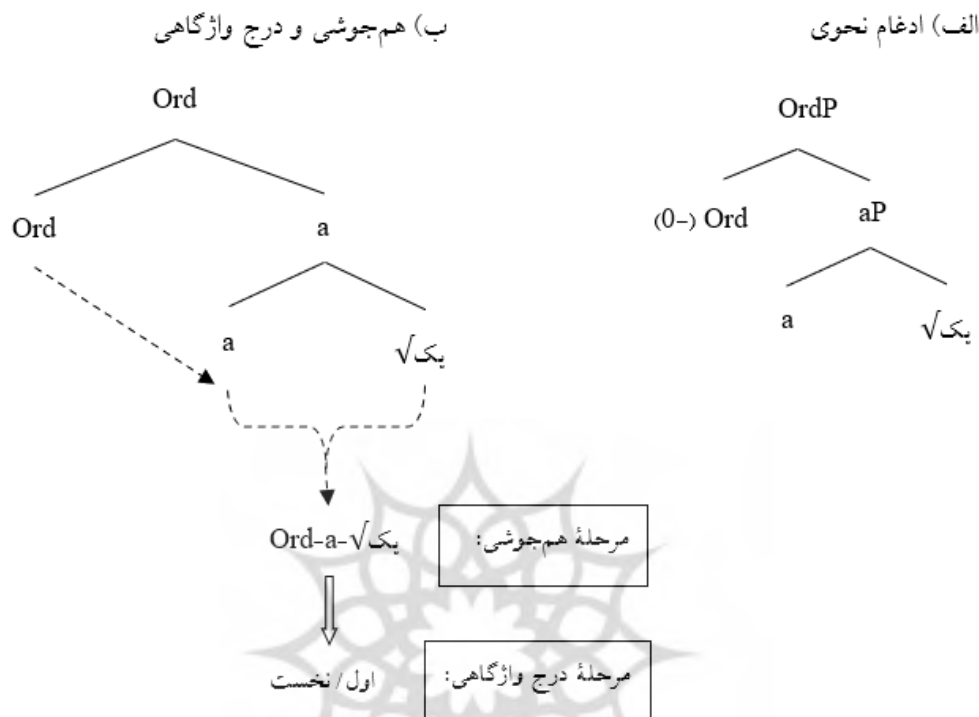 الف) ادغام نحوی
OrdP
(-0) Ord
aP
a
√یک
ب) هم‌جوشی و درج واژگاهی
Ord
Ord
a
a
√یک
Ord-a-√یک
مرحلهٔ هم‌جوشی:
اول/نخست
مرحلهٔ درج واژگاهی: